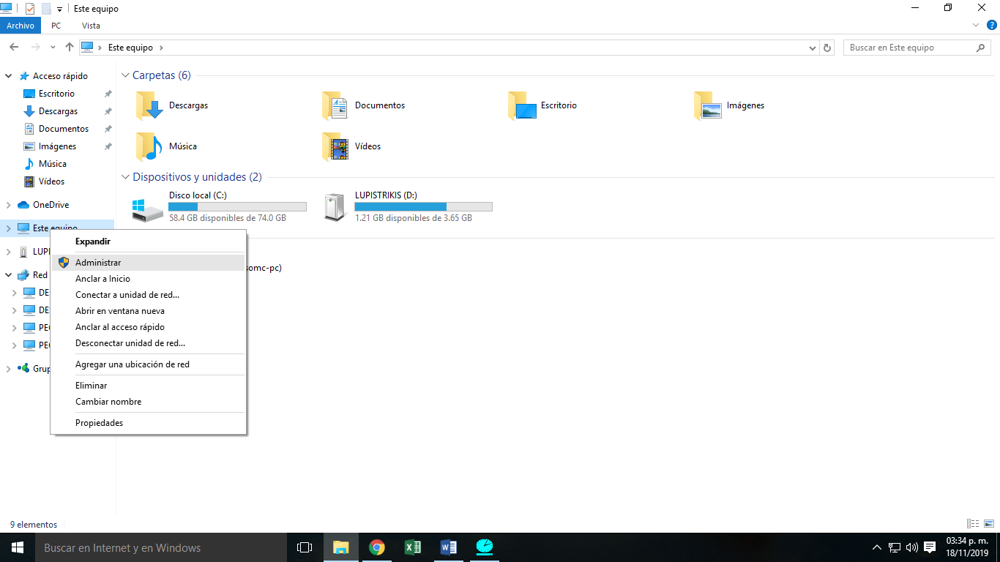 Este equipo
Archivo PC Vista
Este equipo
Buscar en Este equipo
Acceso rápido
Escritorio
Descargas
Documentos
Imágenes
Música
Vídeos
OneDrive
Este equipo
LUPI
Red
DE
DE
PE
PE
Grup
Carpetas (6)
Descargas
Documentos
Escritorio
Imágenes
Música
Vídeos
Dispositivos y unidades (2)
Disco local (C:)
58.4 GB disponibles de 74.0 GB
LUPISTRIKIS (D:)
1.21 GB disponibles de 3.65 GB
somc-pc)
Expandir
Administrar
Anclar a Inicio
Conectar a unidad de red...
Abrir en ventana nueva
Anclar al acceso rápido
Desconectar unidad de red...
Agregar una ubicación de red
Eliminar
Cambiar nombre
Propiedades
9 elementos
Buscar en Internet y en Windows
03:34 p. m.
18/11/2019